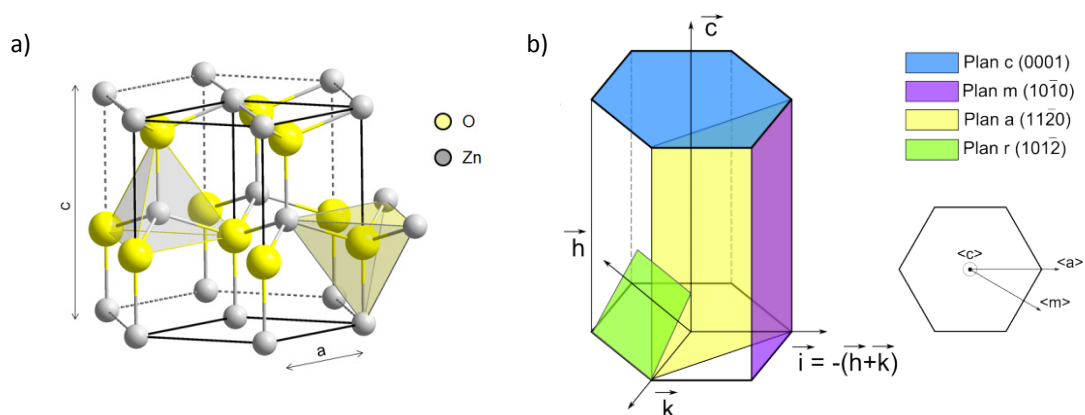 a)
c
a
O
Zn
b)
c
h
k
i = -(h+k)
Plan c (0001)
Plan m (101̄0)
Plan a (112̄0)
Plan r (101̄2)
<c>
<a>
<m>